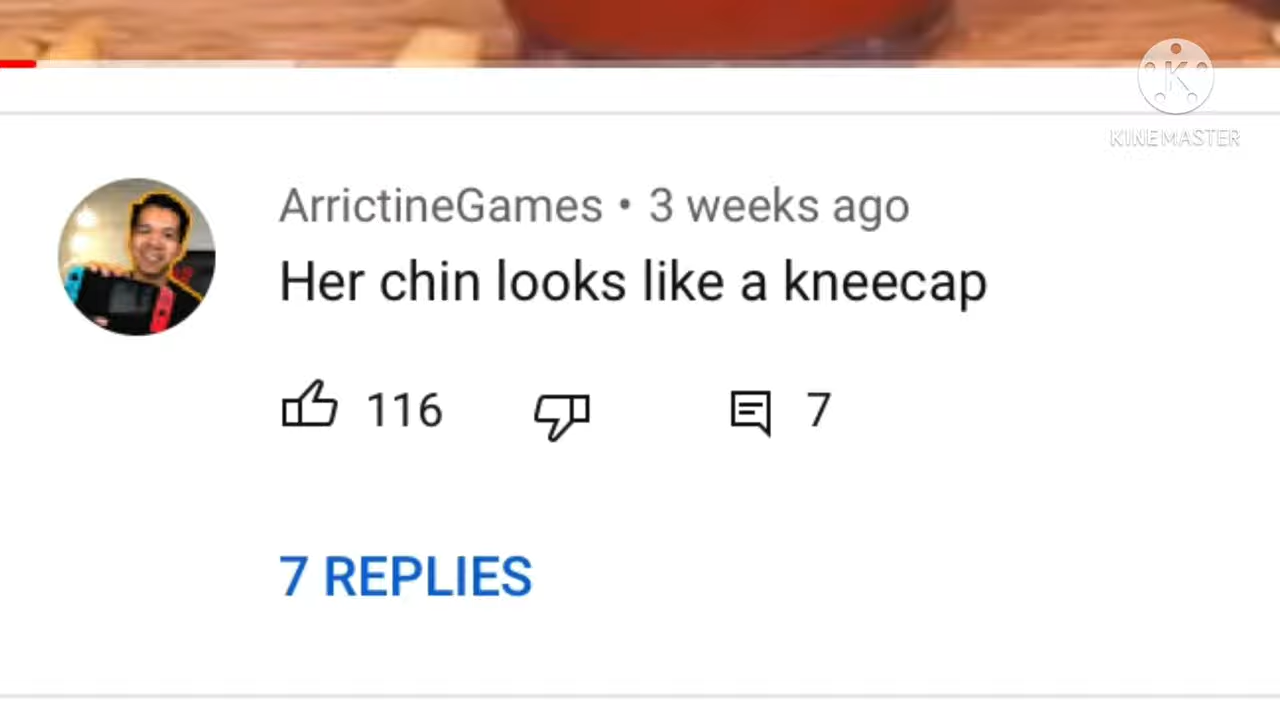 K
KINEMASTER
ArrictineGames • 3 weeks ago
Her chin looks like a kneecap
116
7
7 REPLIES